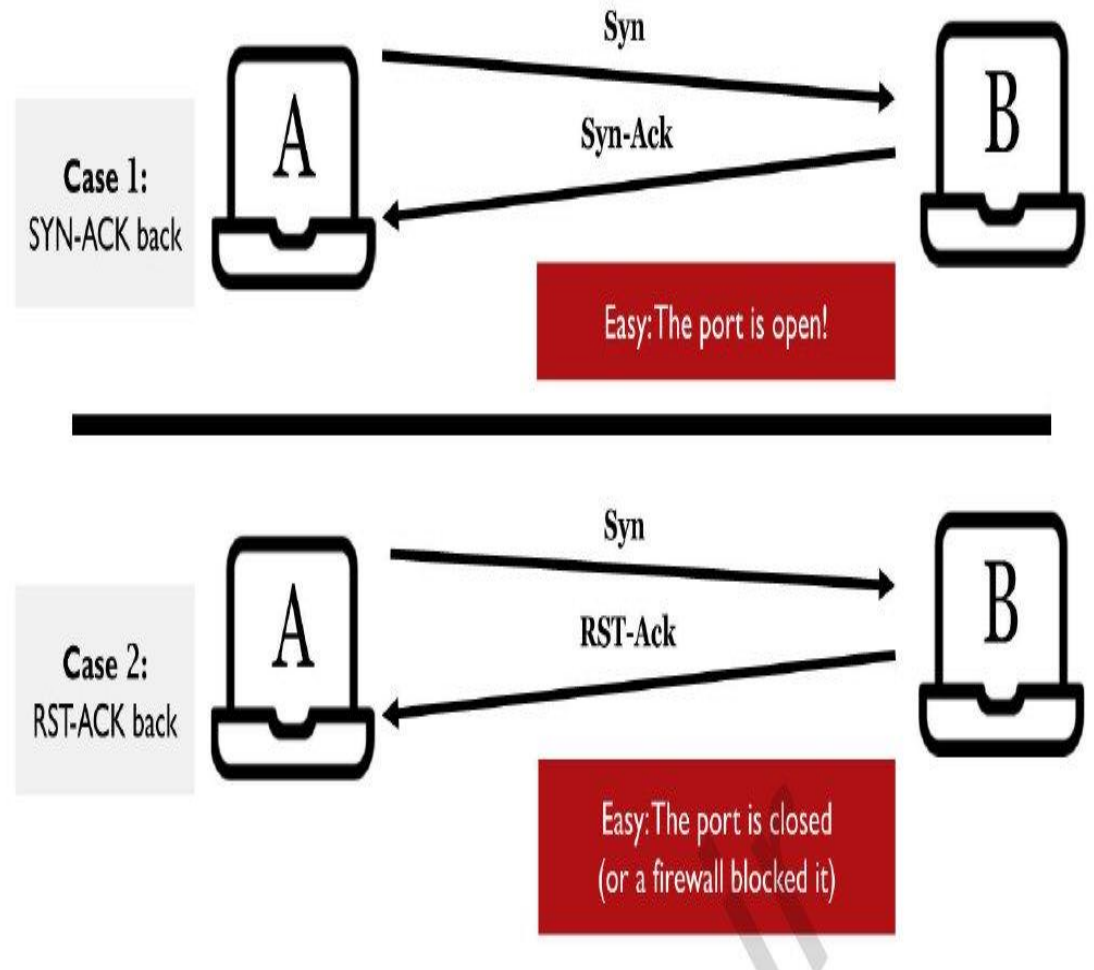 Syn
A
B
Case 1:
SYN-ACK back
Syn-Ack
Easy: The port is open!
Syn
A
B
Case 2:
RST-ACK back
RST-Ack
Easy: The port is closed
(or a firewall blocked it)